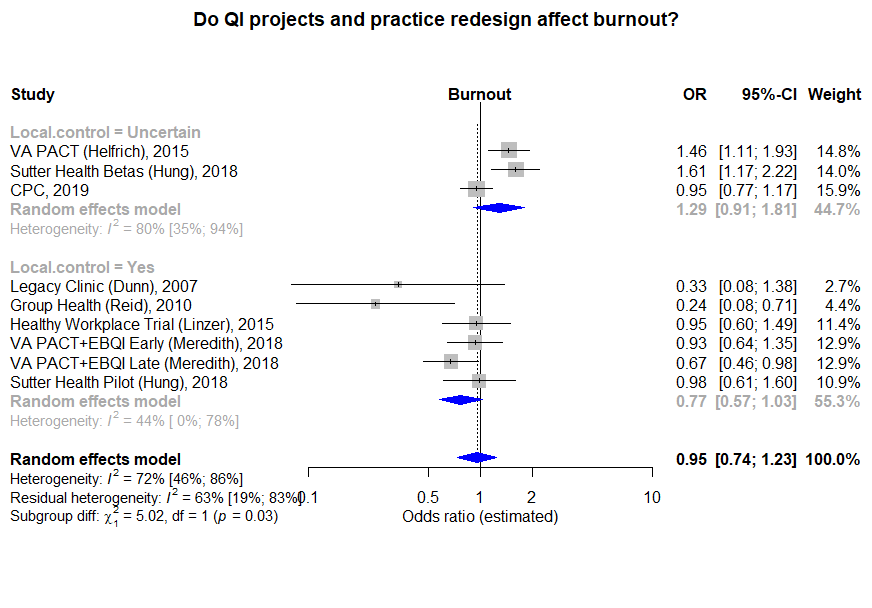 Do QI projects and practice redesign affect burnout?
Study Burnout OR 95%-CI Weight
Local.control = Uncertain
VA PACT (Helfrich), 2015 1.46 [1.11; 1.93] 14.8%
Sutter Health Betas (Hung), 2018 1.61 [1.17; 2.22] 14.0%
CPC, 2019 0.95 [0.77; 1.17] 15.9%
Random effects model 1.29 [0.91; 1.81] 44.7%
Heterogeneity: I² = 80% [35%; 94%]
Local.control = Yes
Legacy Clinic (Dunn), 2007 0.33 [0.08; 1.38] 2.7%
Group Health (Reid), 2010 0.24 [0.08; 0.71] 4.4%
Healthy Workplace Trial (Linzer), 2015 0.95 [0.60; 1.49] 11.4%
VA PACT+EBQI Early (Meredith), 2018 0.93 [0.64; 1.35] 12.9%
VA PACT+EBQI Late (Meredith), 2018 0.67 [0.46; 0.98] 12.9%
Sutter Health Pilot (Hung), 2018 0.98 [0.61; 1.60] 10.9%
Random effects model 0.77 [0.57; 1.03] 55.3%
Heterogeneity: I² = 44% [ 0%; 78%]
Random effects model 0.95 [0.74; 1.23] 100.0%
Heterogeneity: I² = 72% [46%; 86%]
Residual heterogeneity: I² = 63% [19%; 83%] 0.1 0.5 1 2 10
Subgroup diff: χ²₁ = 5.02, df = 1 (p = 0.03) Odds ratio (estimated)